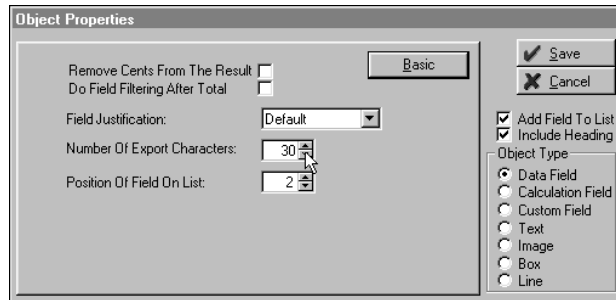 Object Properties
Remove Cents From The Result
Do Field Filtering After Total
Basic
Field Justification: Default
Number Of Export Characters: 30
Position Of Field On List: 2
Save
Cancel
Add Field To List
Include Heading
Object Type
Data Field
Calculation Field
Custom Field
Text
Image
Box
Line